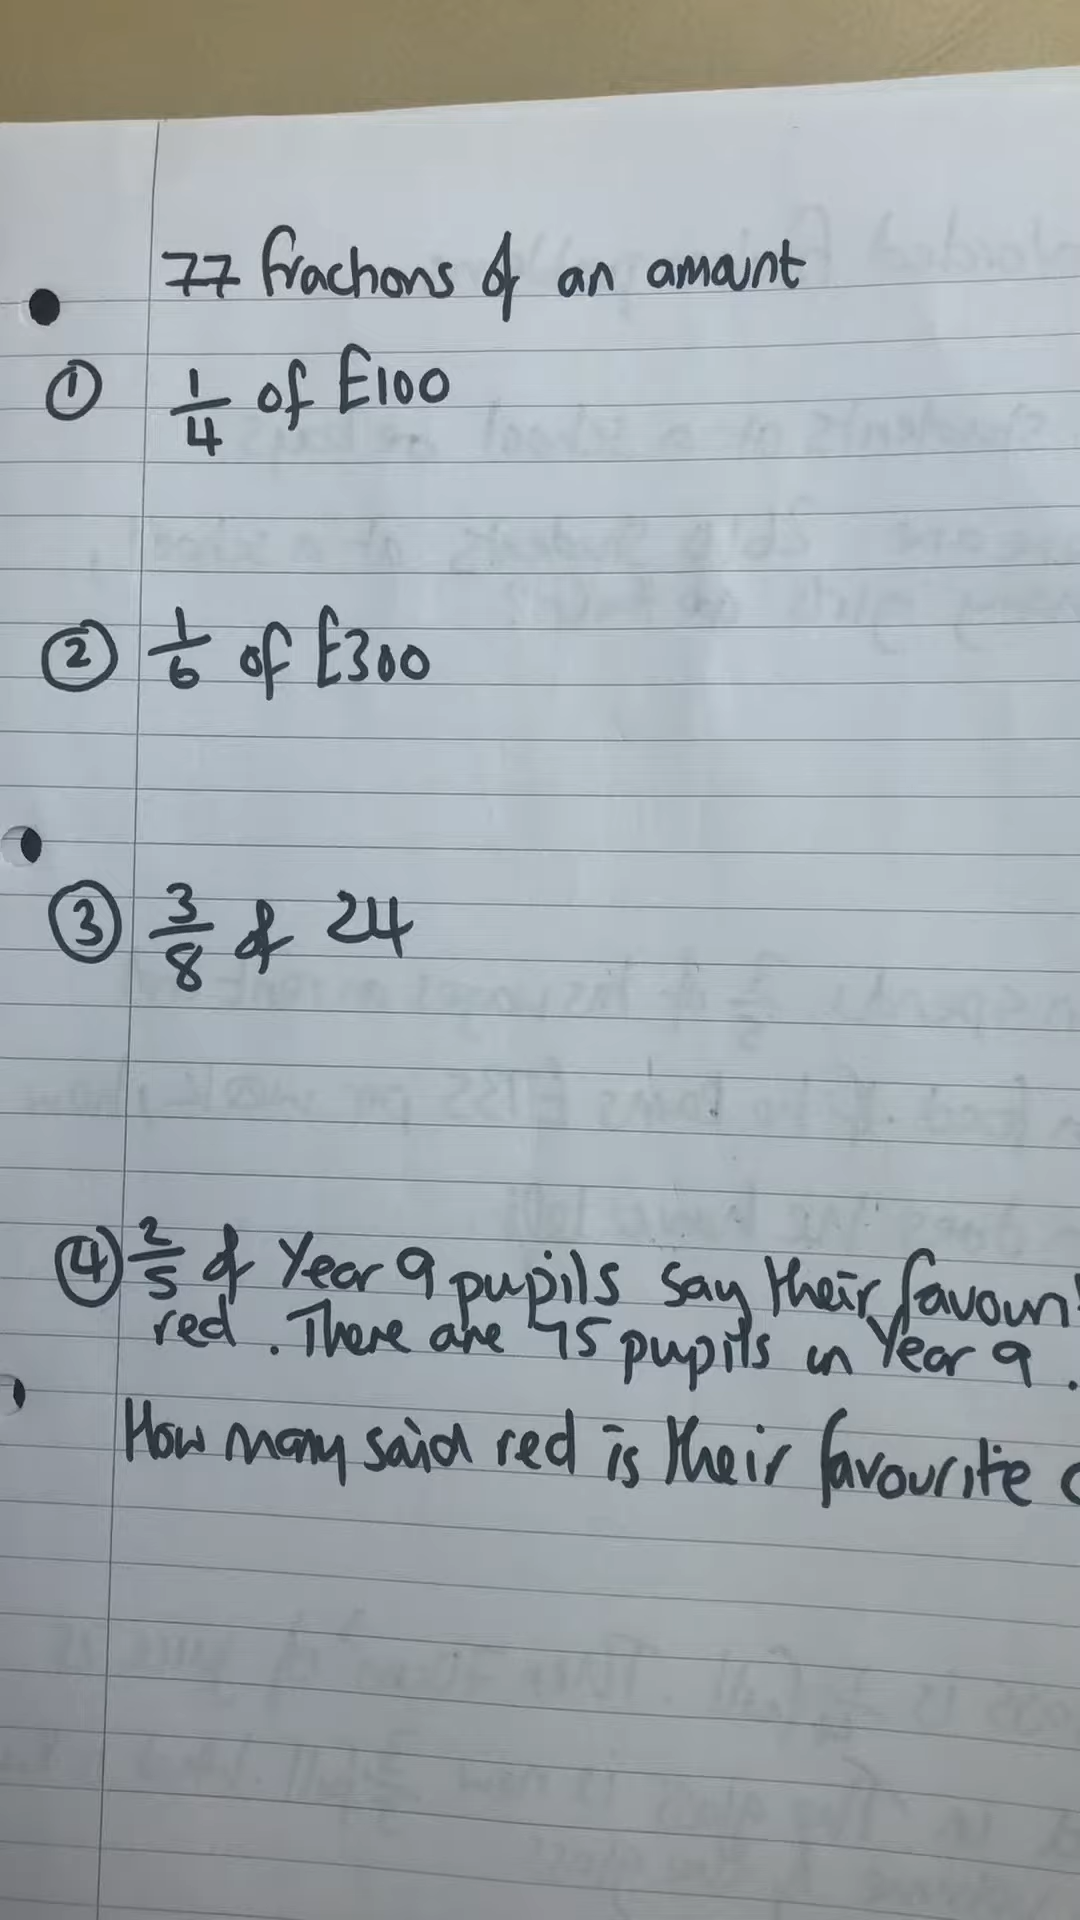 77 fractions of an amount
① 1/4 of £100
② 1/6 of £300
③ 3/8 of 24
④ 2/5 of Year 9 pupils say their favour
red. There are 45 pupils in Year 9.
How many said red is their favourite c